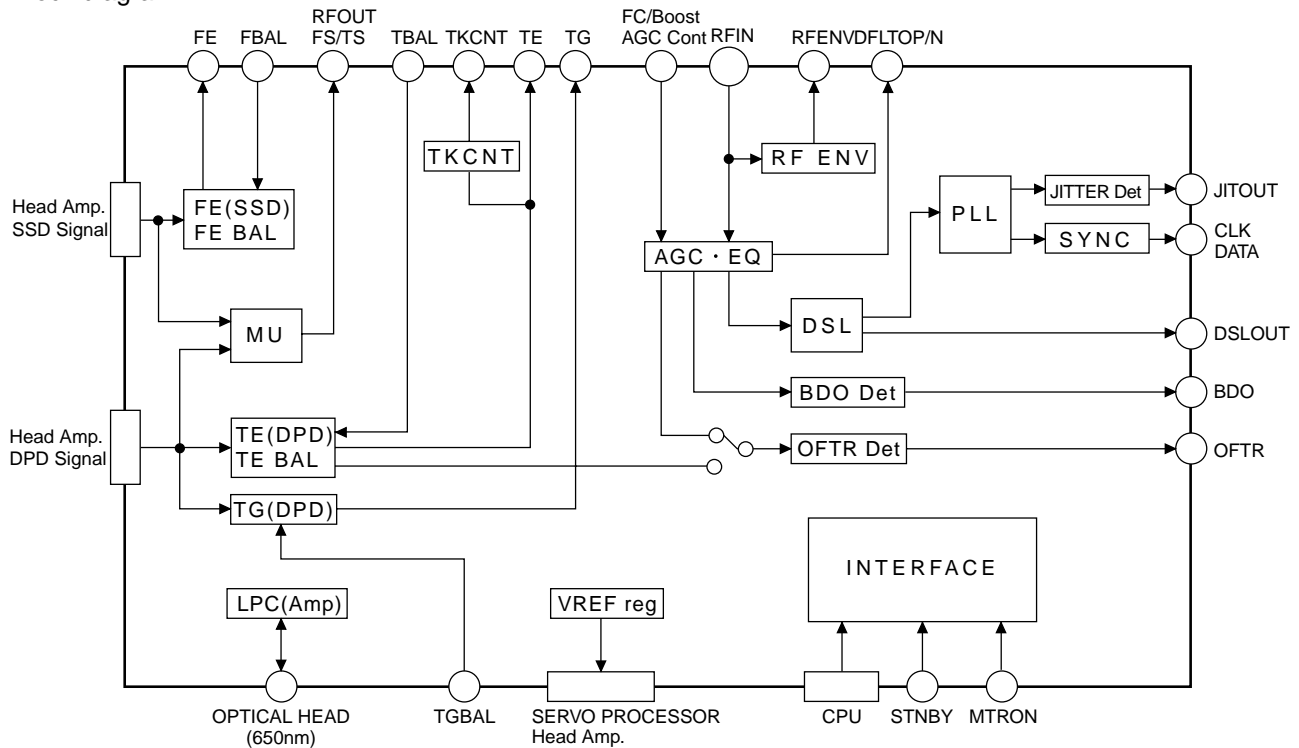 RFOUT
FE FBAL FS/TS TBAL TKCNT TE TG
FC/Boost
AGC Cont RFIN RFENV DFLTOP/N
TKCNT
RF ENV
Head Amp.
SSD Signal
FE(SSD)
FE BAL
PLL
JITTER Det
JITOUT
SYNC
CLK
DATA
AGC · EQ
MU
DSL
DSLOUT
BDO Det
BDO
Head Amp.
DPD Signal
TE(DPD)
TE BAL
OFTR Det
OFTR
TG(DPD)
INTERFACE
LPC(Amp)
VREF reg
OPTICAL HEAD
(650nm)
TGBAL
SERVO PROCESSOR
Head Amp.
CPU
STNBY
MTRON